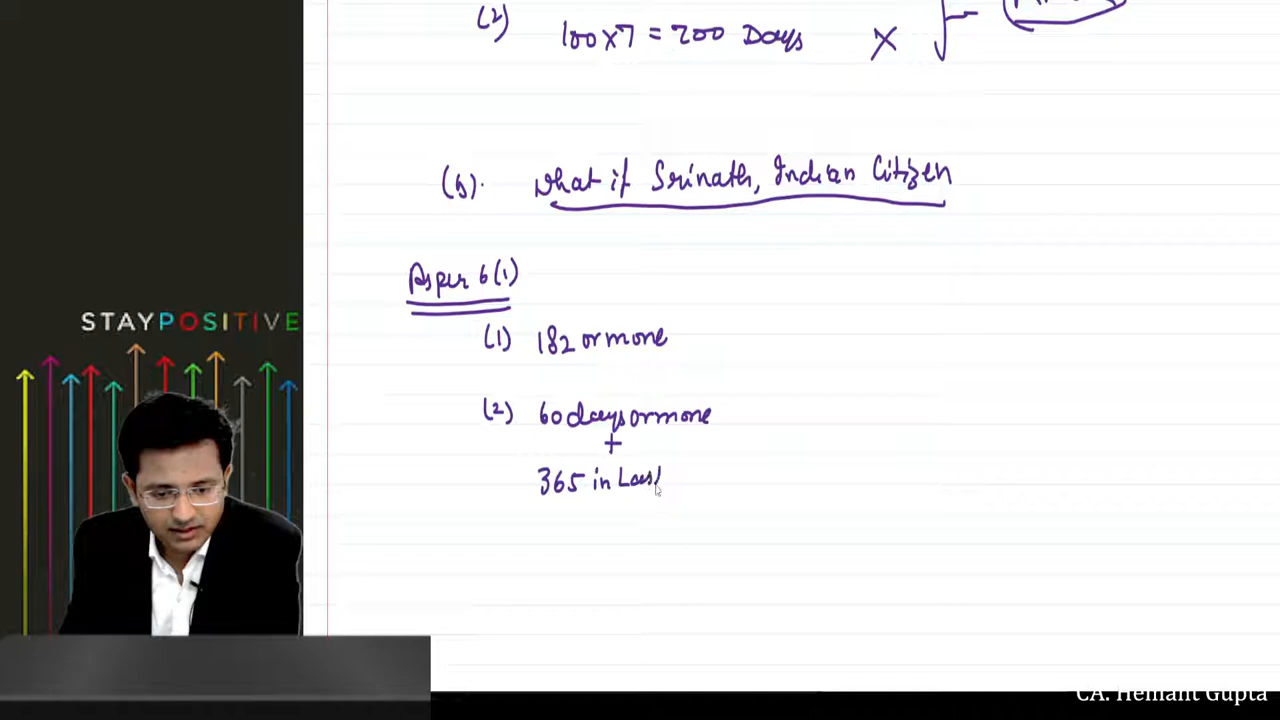 (2) 100x7 = 700 Days X
(b). What if Srinath, Indian Citizen
As per 6(1)
STAYPOSITIVE
(1) 182 or more
(2) 60 days or more
+
365 in Last
CA. Hemant Gupta